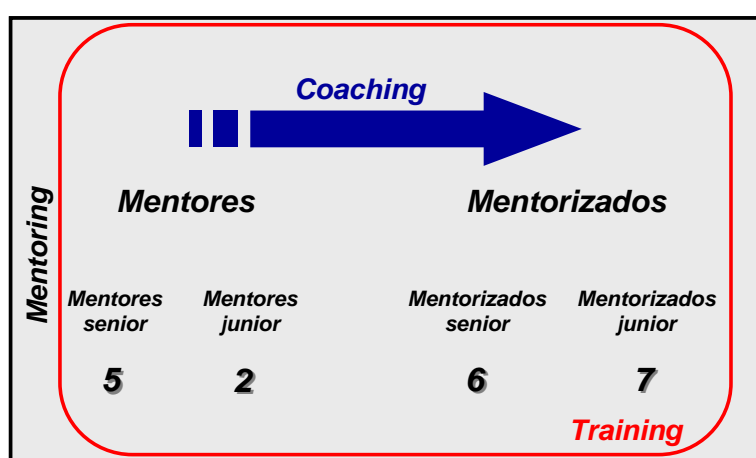 Coaching
Mentoring
Mentores
Mentorizados
Mentores
senior
Mentores
junior
Mentorizados
senior
Mentorizados
junior
5
2
6
7
Training